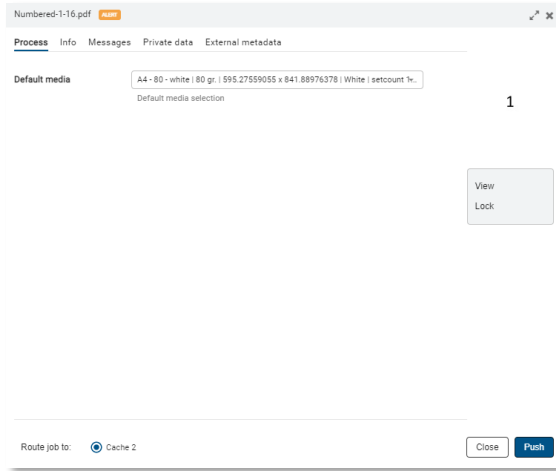 Numbered-1-16.pdf ALERT
Process Info Messages Private data External metadata
Default media A4 - 80 - white | 80 gr. | 595.27559055 x 841.88976378 | White | setcount 1-..
Default media selection
1
View
Lock
Route job to: Cache 2 Close Push